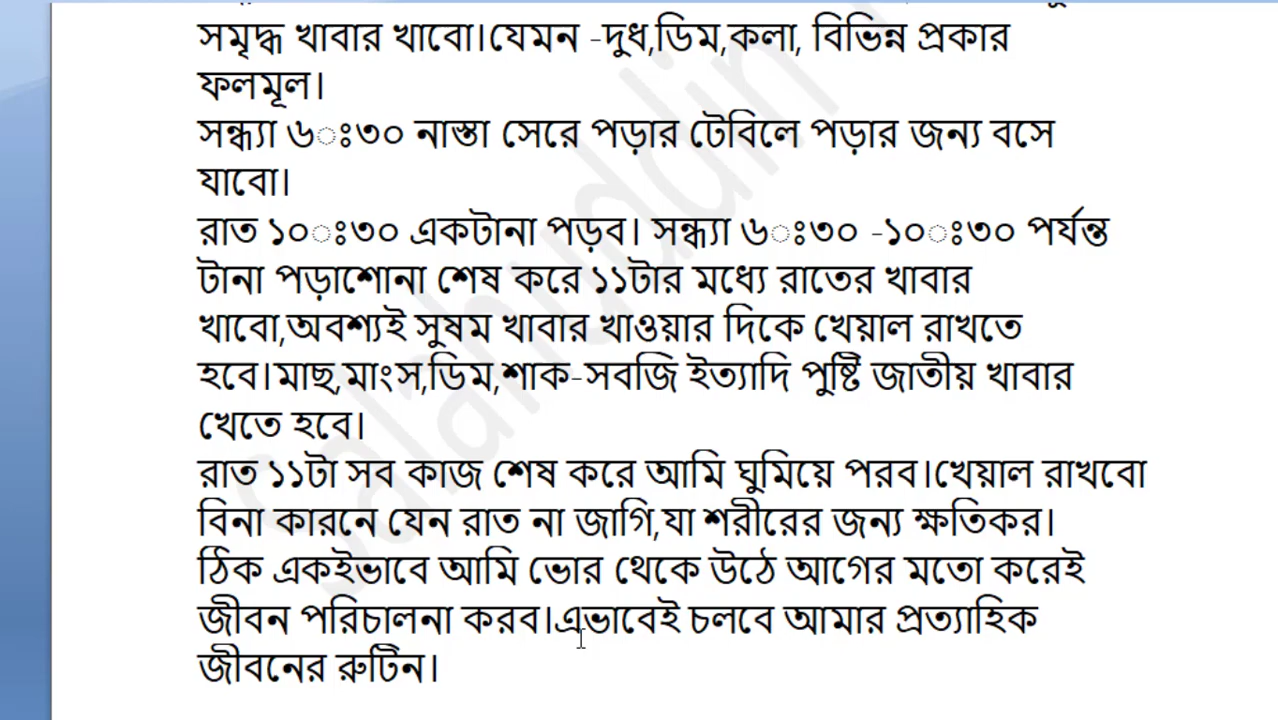 সমৃদ্ধ খাবার খাবো।যেমন -দুধ,ডিম,কলা, বিভিন্ন প্রকার
ফলমূল।
সন্ধ্যা ৬ঃ৩০ নাস্তা সেরে পড়ার টেবিলে পড়ার জন্য বসে
যাবো।
রাত ১০ঃ৩০ একটানা পড়ব। সন্ধ্যা ৬ঃ৩০ -১০ঃ৩০ পর্যন্ত
টানা পড়াশোনা শেষ করে ১১টার মধ্যে রাতের খাবার
খাবো,অবশ্যই সুষম খাবার খাওয়ার দিকে খেয়াল রাখতে
হবে।মাছ,মাংস,ডিম,শাক-সবজি ইত্যাদি পুষ্টি জাতীয় খাবার
খেতে হবে।
রাত ১১টা সব কাজ শেষ করে আমি ঘুমিয়ে পরব।খেয়াল রাখবো
বিনা কারনে যেন রাত না জাগি,যা শরীরের জন্য ক্ষতিকর।
ঠিক একইভাবে আমি ভোর থেকে উঠে আগের মতো করেই
জীবন পরিচালনা করব।এভাবেই চলবে আমার প্রত্যাহিক
জীবনের রুটিন।
Salahuddin